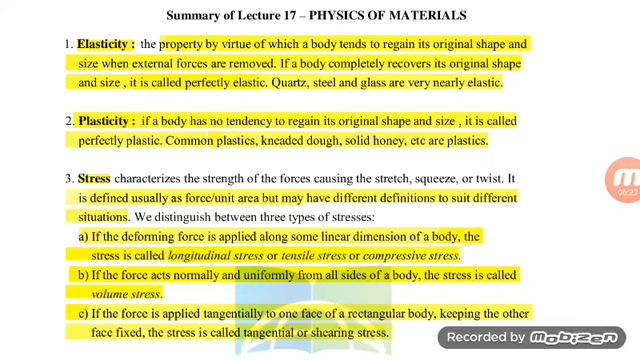 Summary of Lecture 17 – PHYSICS OF MATERIALS
1. Elasticity : the property by virtue of which a body tends to regain its original shape and
size when external forces are removed. If a body completely recovers its original shape
and size , it is called perfectly elastic. Quartz, steel and glass are very nearly elastic.
2. Plasticity : if a body has no tendency to regain its original shape and size , it is called
perfectly plastic. Common plastics, kneaded dough, solid honey, etc are plastics.
3. Stress characterizes the strength of the forces causing the stretch, squeeze, or twist. It
is defined usually as force/unit area but may have different definitions to suit different
situations. We distinguish between three types of stresses:
a) If the deforming force is applied along some linear dimension of a body, the
stress is called longitudinal stress or tensile stress or compressive stress.
b) If the force acts normally and uniformly from all sides of a body, the stress is called
volume stress.
c) If the force is applied tangentially to one face of a rectangular body, keeping the other
face fixed, the stress is called tangential or shearing stress.
06:23
Recorded by mobizen